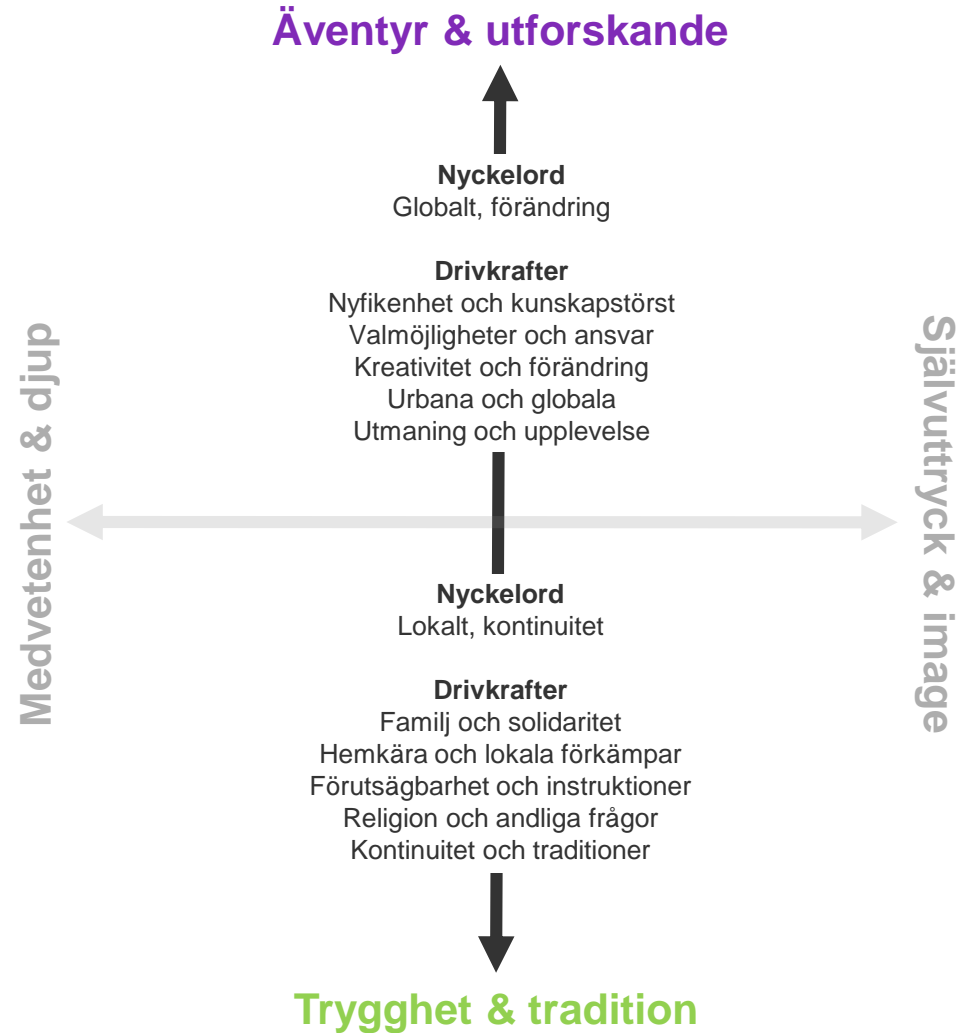 Äventyr & utforskande
Nyckelord
Globalt, förändring
Drivkrafter
Nyfikenhet och kunskapstörst
Valmöjligheter och ansvar
Kreativitet och förändring
Urbana och globala
Utmaning och upplevelse
Medvetenhet & djup
Självuttryck & image
Nyckelord
Lokalt, kontinuitet
Drivkrafter
Familj och solidaritet
Hemkära och lokala förkämpar
Förutsägbarhet och instruktioner
Religion och andliga frågor
Kontinuitet och traditioner
Trygghet & tradition